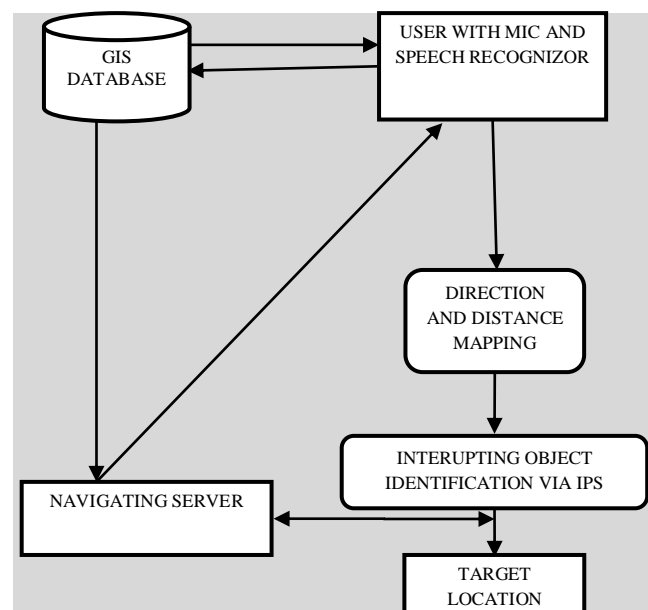 GIS
DATABASE
USER WITH MIC AND
SPEECH RECOGNIZOR
DIRECTION
AND DISTANCE
MAPPING
INTERUPTING OBJECT
IDENTIFICATION VIA IPS
NAVIGATING SERVER
TARGET
LOCATION